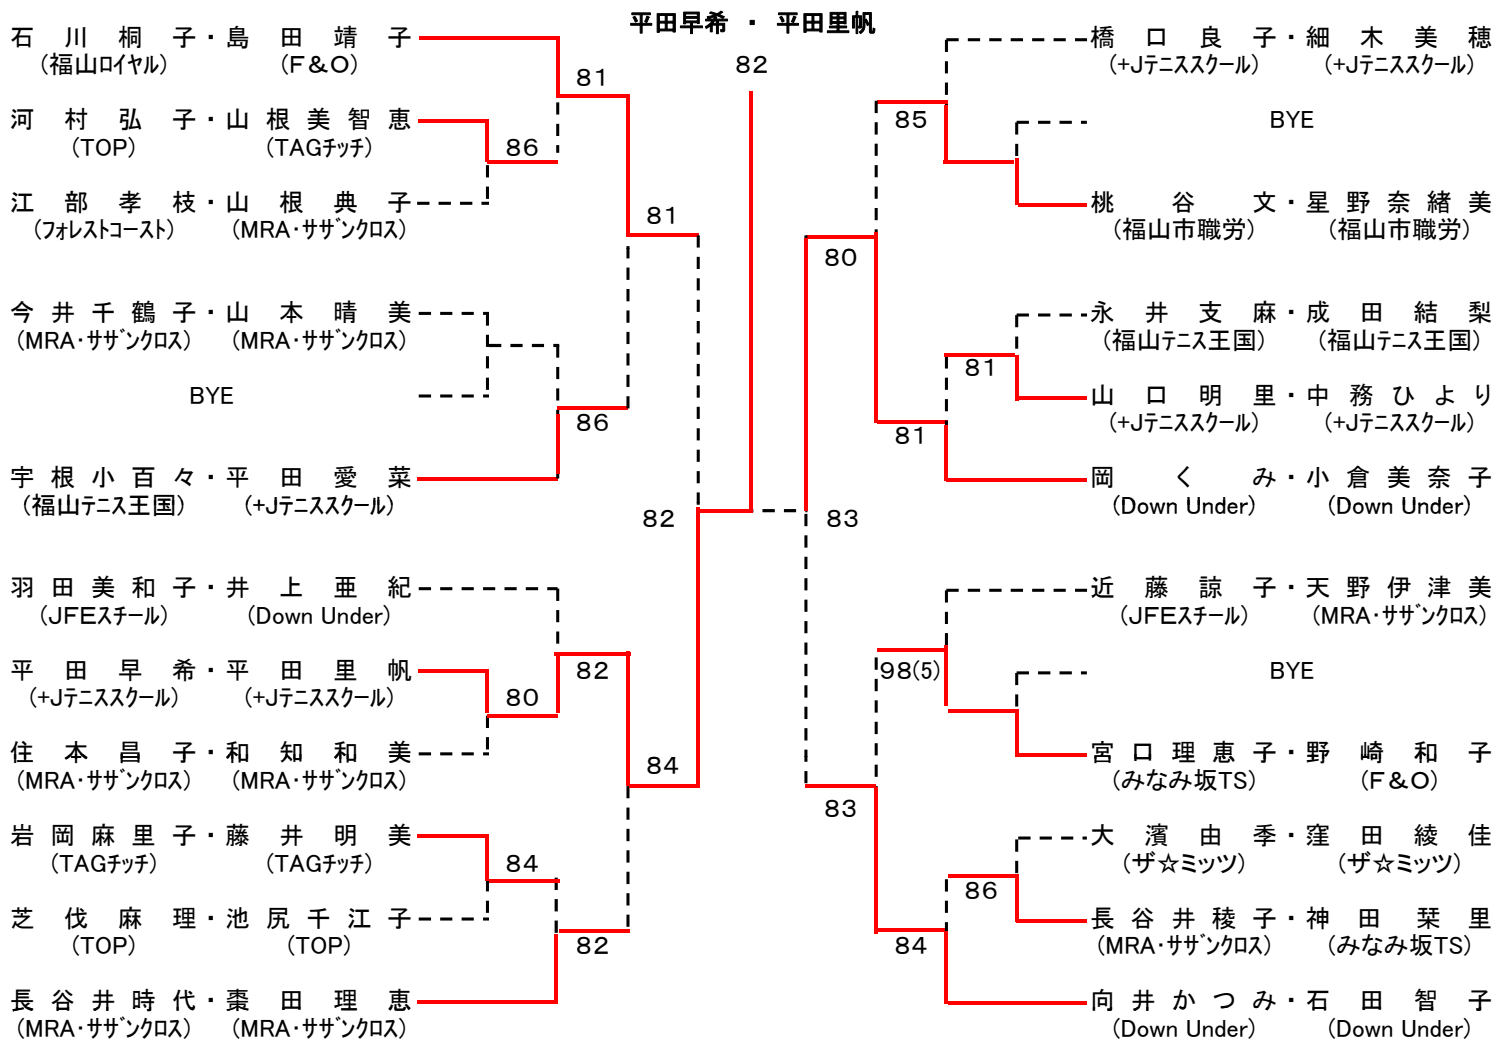 平田早希 ・ 平田里帆
82
石川桐子・島田靖子
(福山ﾛｲﾔﾙ) (F&O)
81
河村弘子・山根美智恵
(TOP) (TAGﾁｯﾁ)
86
江部孝枝・山根典子
(ﾌｫﾚｽﾄｺｰｽﾄ) (MRA・ｻｻﾞﾝｸﾛｽ)
81
今井千鶴子・山本晴美
(MRA・ｻｻﾞﾝｸﾛｽ) (MRA・ｻｻﾞﾝｸﾛｽ)
BYE
86
宇根小百々・平田愛菜
(福山ﾃﾆｽ王国) (+Jﾃﾆｽｽｸｰﾙ)
82
羽田美和子・井上亜紀
(JFEｽﾁｰﾙ) (Down Under)
82
平田早希・平田里帆
(+Jﾃﾆｽｽｸｰﾙ) (+Jﾃﾆｽｽｸｰﾙ)
80
住本昌子・和知和美
(MRA・ｻｻﾞﾝｸﾛｽ) (MRA・ｻｻﾞﾝｸﾛｽ)
84
岩岡麻里子・藤井明美
(TAGﾁｯﾁ) (TAGﾁｯﾁ)
84
芝伐麻理・池尻千江子
(TOP) (TOP)
82
長谷井時代・棗田理恵
(MRA・ｻｻﾞﾝｸﾛｽ) (MRA・ｻｻﾞﾝｸﾛｽ)
橋口良子・細木美穂
(+Jﾃﾆｽｽｸｰﾙ) (+Jﾃﾆｽｽｸｰﾙ)
85
BYE
桃谷文・星野奈緒美
(福山市職労) (福山市職労)
80
永井支麻・成田結梨
(福山ﾃﾆｽ王国) (福山ﾃﾆｽ王国)
81
山口明里・中務ひより
(+Jﾃﾆｽｽｸｰﾙ) (+Jﾃﾆｽｽｸｰﾙ)
81
岡くみ・小倉美奈子
(Down Under) (Down Under)
83
近藤諒子・天野伊津美
(JFEｽﾁｰﾙ) (MRA・ｻｻﾞﾝｸﾛｽ)
98(5)
BYE
宮口理恵子・野崎和子
(みなみ坂TS) (F&O)
83
大濱由季・窪田綾佳
(ザ☆ミッツ) (ザ☆ミッツ)
86
長谷井稜子・神田栞里
(MRA・ｻｻﾞﾝｸﾛｽ) (みなみ坂TS)
84
向井かつみ・石田智子
(Down Under) (Down Under)